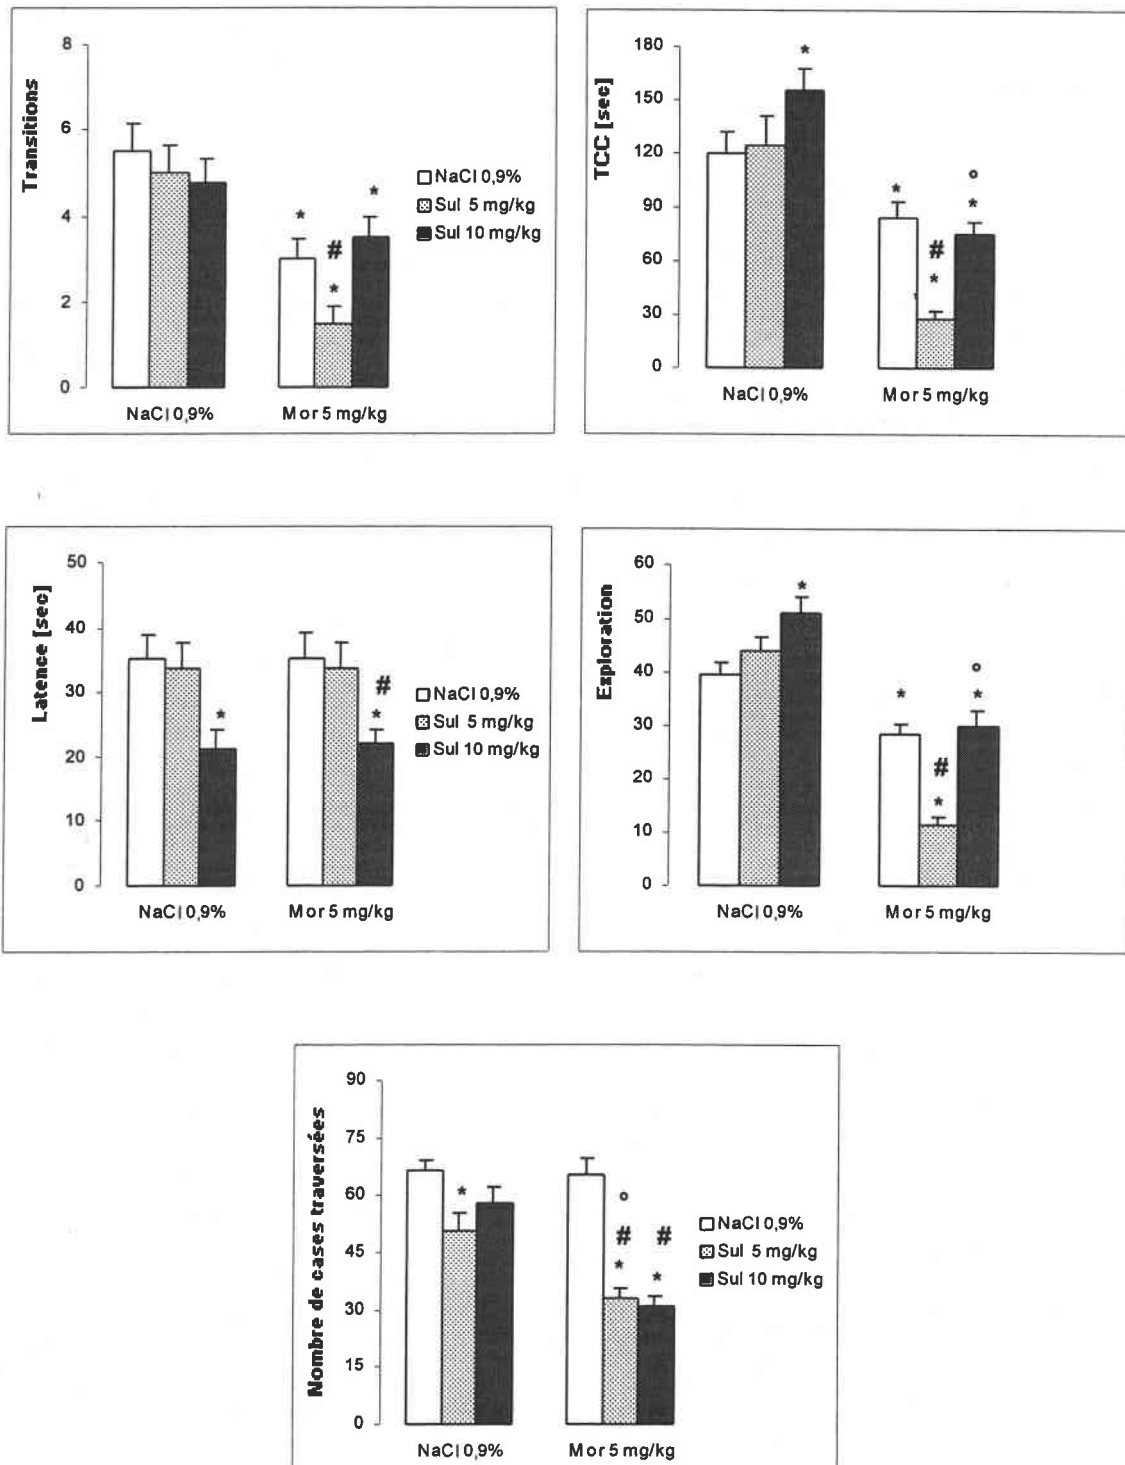 Transitions
8
6
4
2
0
*
#
*
*
NaCl 0,9%
Mor 5 mg/kg
NaCl 0,9%
Sul 5 mg/kg
Sul 10 mg/kg
TCC [sec]
180
150
120
90
60
30
0
*
*
#
*
°
*
NaCl 0,9%
Mor 5 mg/kg
Latence [sec]
50
40
30
20
10
0
*
#
*
NaCl 0,9%
Mor 5 mg/kg
NaCl 0,9%
Sul 5 mg/kg
Sul 10 mg/kg
Exploration
60
50
40
30
20
10
0
*
*
#
*
°
*
NaCl 0,9%
Mor 5 mg/kg
Nombre de cases traversées
90
75
60
45
30
15
0
*
°
#
*
#
*
NaCl 0,9%
Mor 5 mg/kg
NaCl 0,9%
Sul 5 mg/kg
Sul 10 mg/kg